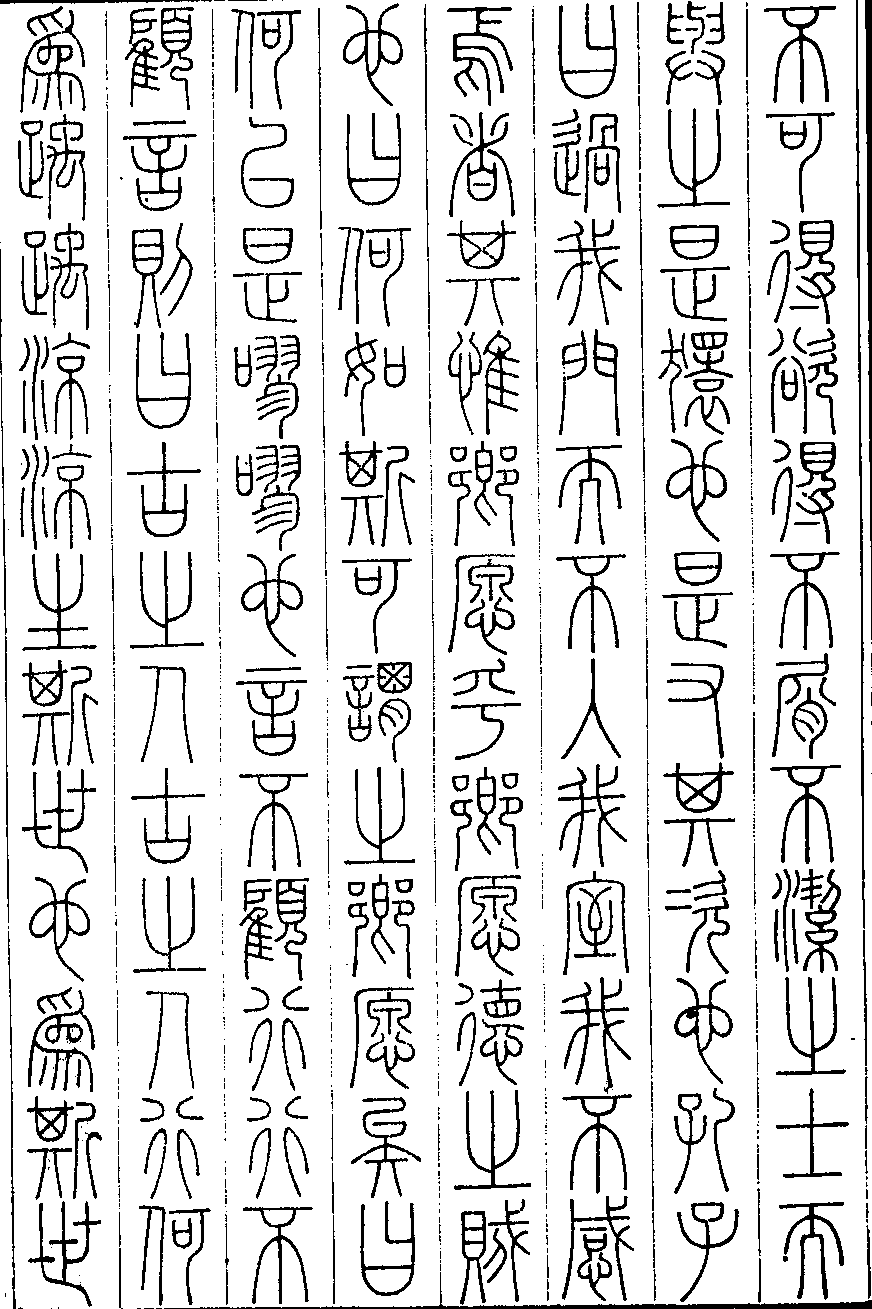 不可得欲得不屑不潔之士而
與之是獧也是又其次也孔子
曰過我門而不入我室我不感
焉者其惟鄉愿乎鄉愿德之賊
也曰何如斯可謂之鄉愿矣曰
何以是嘐嘐也言不顧行行不
顧言則曰古之人古之人行何
為踽踽涼涼生斯世也為斯世